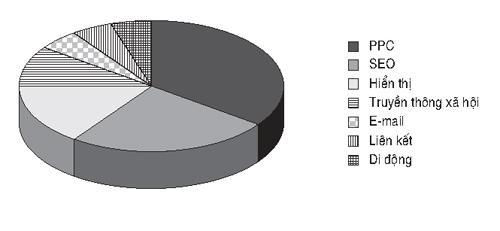 PPC
SEO
Hiển thị
Truyền thông xã hội
E-mail
Liên kết
Di động